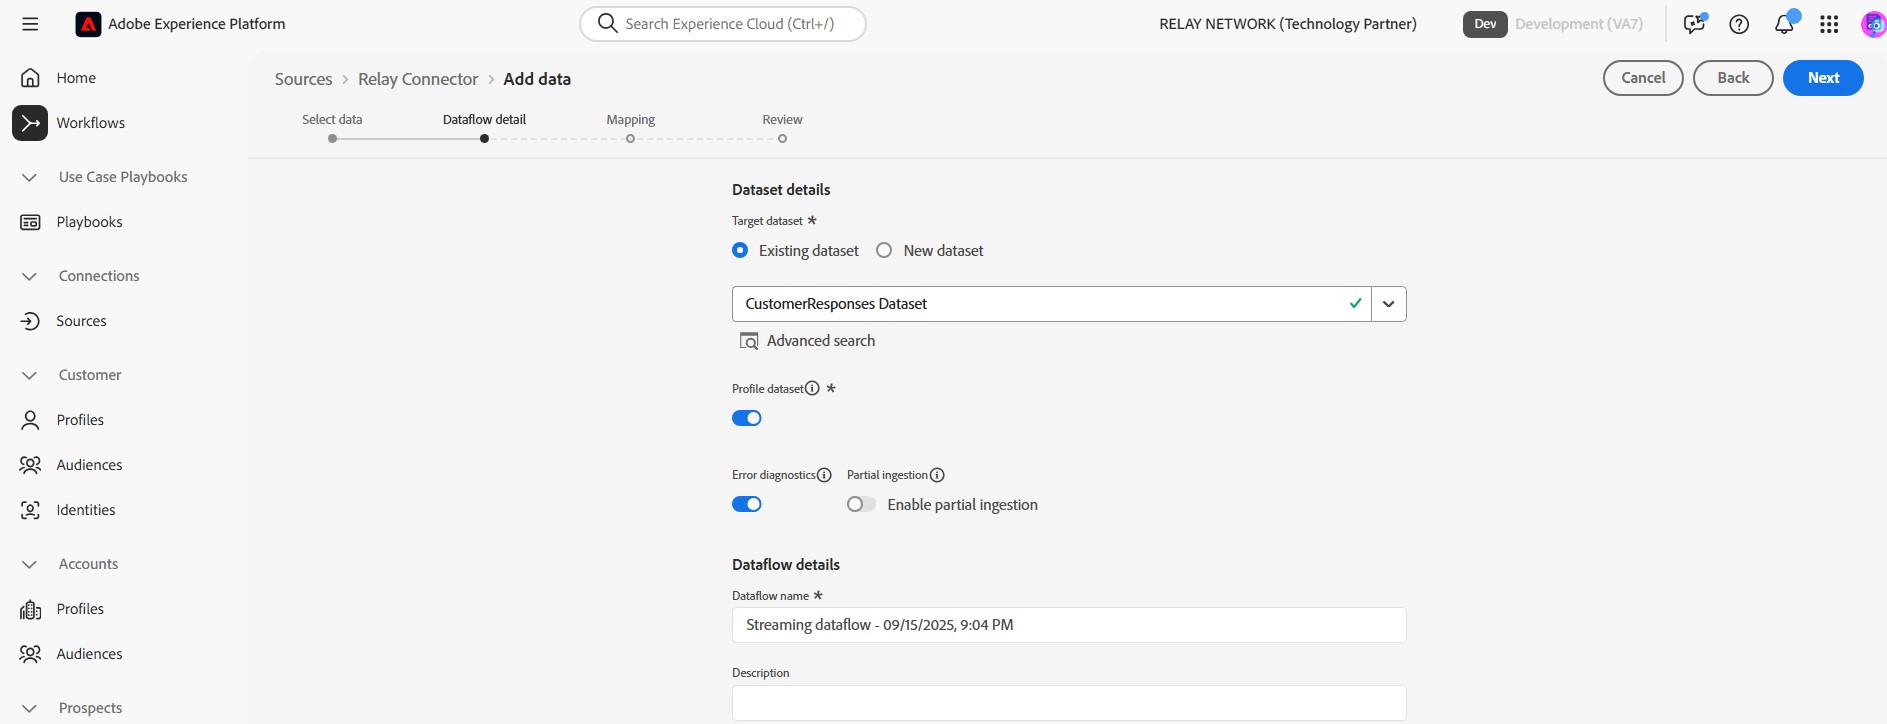 Adobe Experience Platform
Search Experience Cloud (Ctrl+/)
RELAY NETWORK (Technology Partner)
Dev
Development (VA7)
Home
Workflows
Use Case Playbooks
Playbooks
Connections
Sources
Customer
Profiles
Audiences
Identities
Accounts
Profiles
Audiences
Prospects
Sources > Relay Connector > Add data
Cancel
Back
Next
Select data
Dataflow detail
Mapping
Review
Dataset details
Target dataset *
Existing dataset
New dataset
CustomerResponses Dataset
Advanced search
Profile dataset *
Error diagnostics
Partial ingestion
Enable partial ingestion
Dataflow details
Dataflow name *
Streaming dataflow - 09/15/2025, 9:04 PM
Description